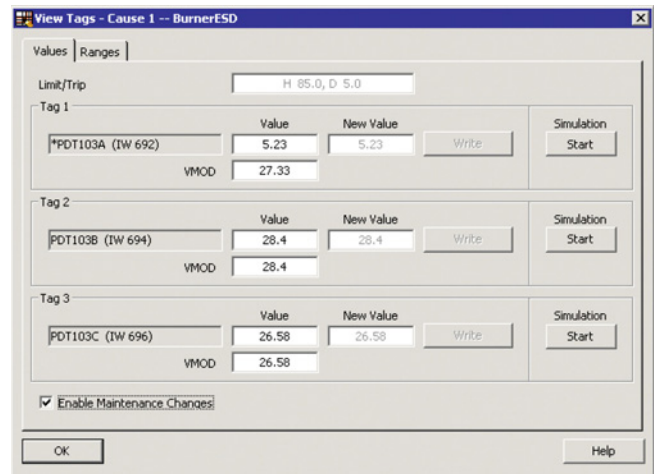 View Tags - Cause 1 -- BurnerESD
Values Ranges
Limit/Trip H 85.0, D 5.0
Tag 1
Value New Value Simulation
*PDT103A (IW 692) 5.23 5.23 Write Start
VMOD 27.33
Tag 2
Value New Value Simulation
PDT103B (IW 694) 28.4 28.4 Write Start
VMOD 28.4
Tag 3
Value New Value Simulation
PDT103C (IW 696) 26.58 26.58 Write Start
VMOD 26.58
Enable Maintenance Changes
OK Help